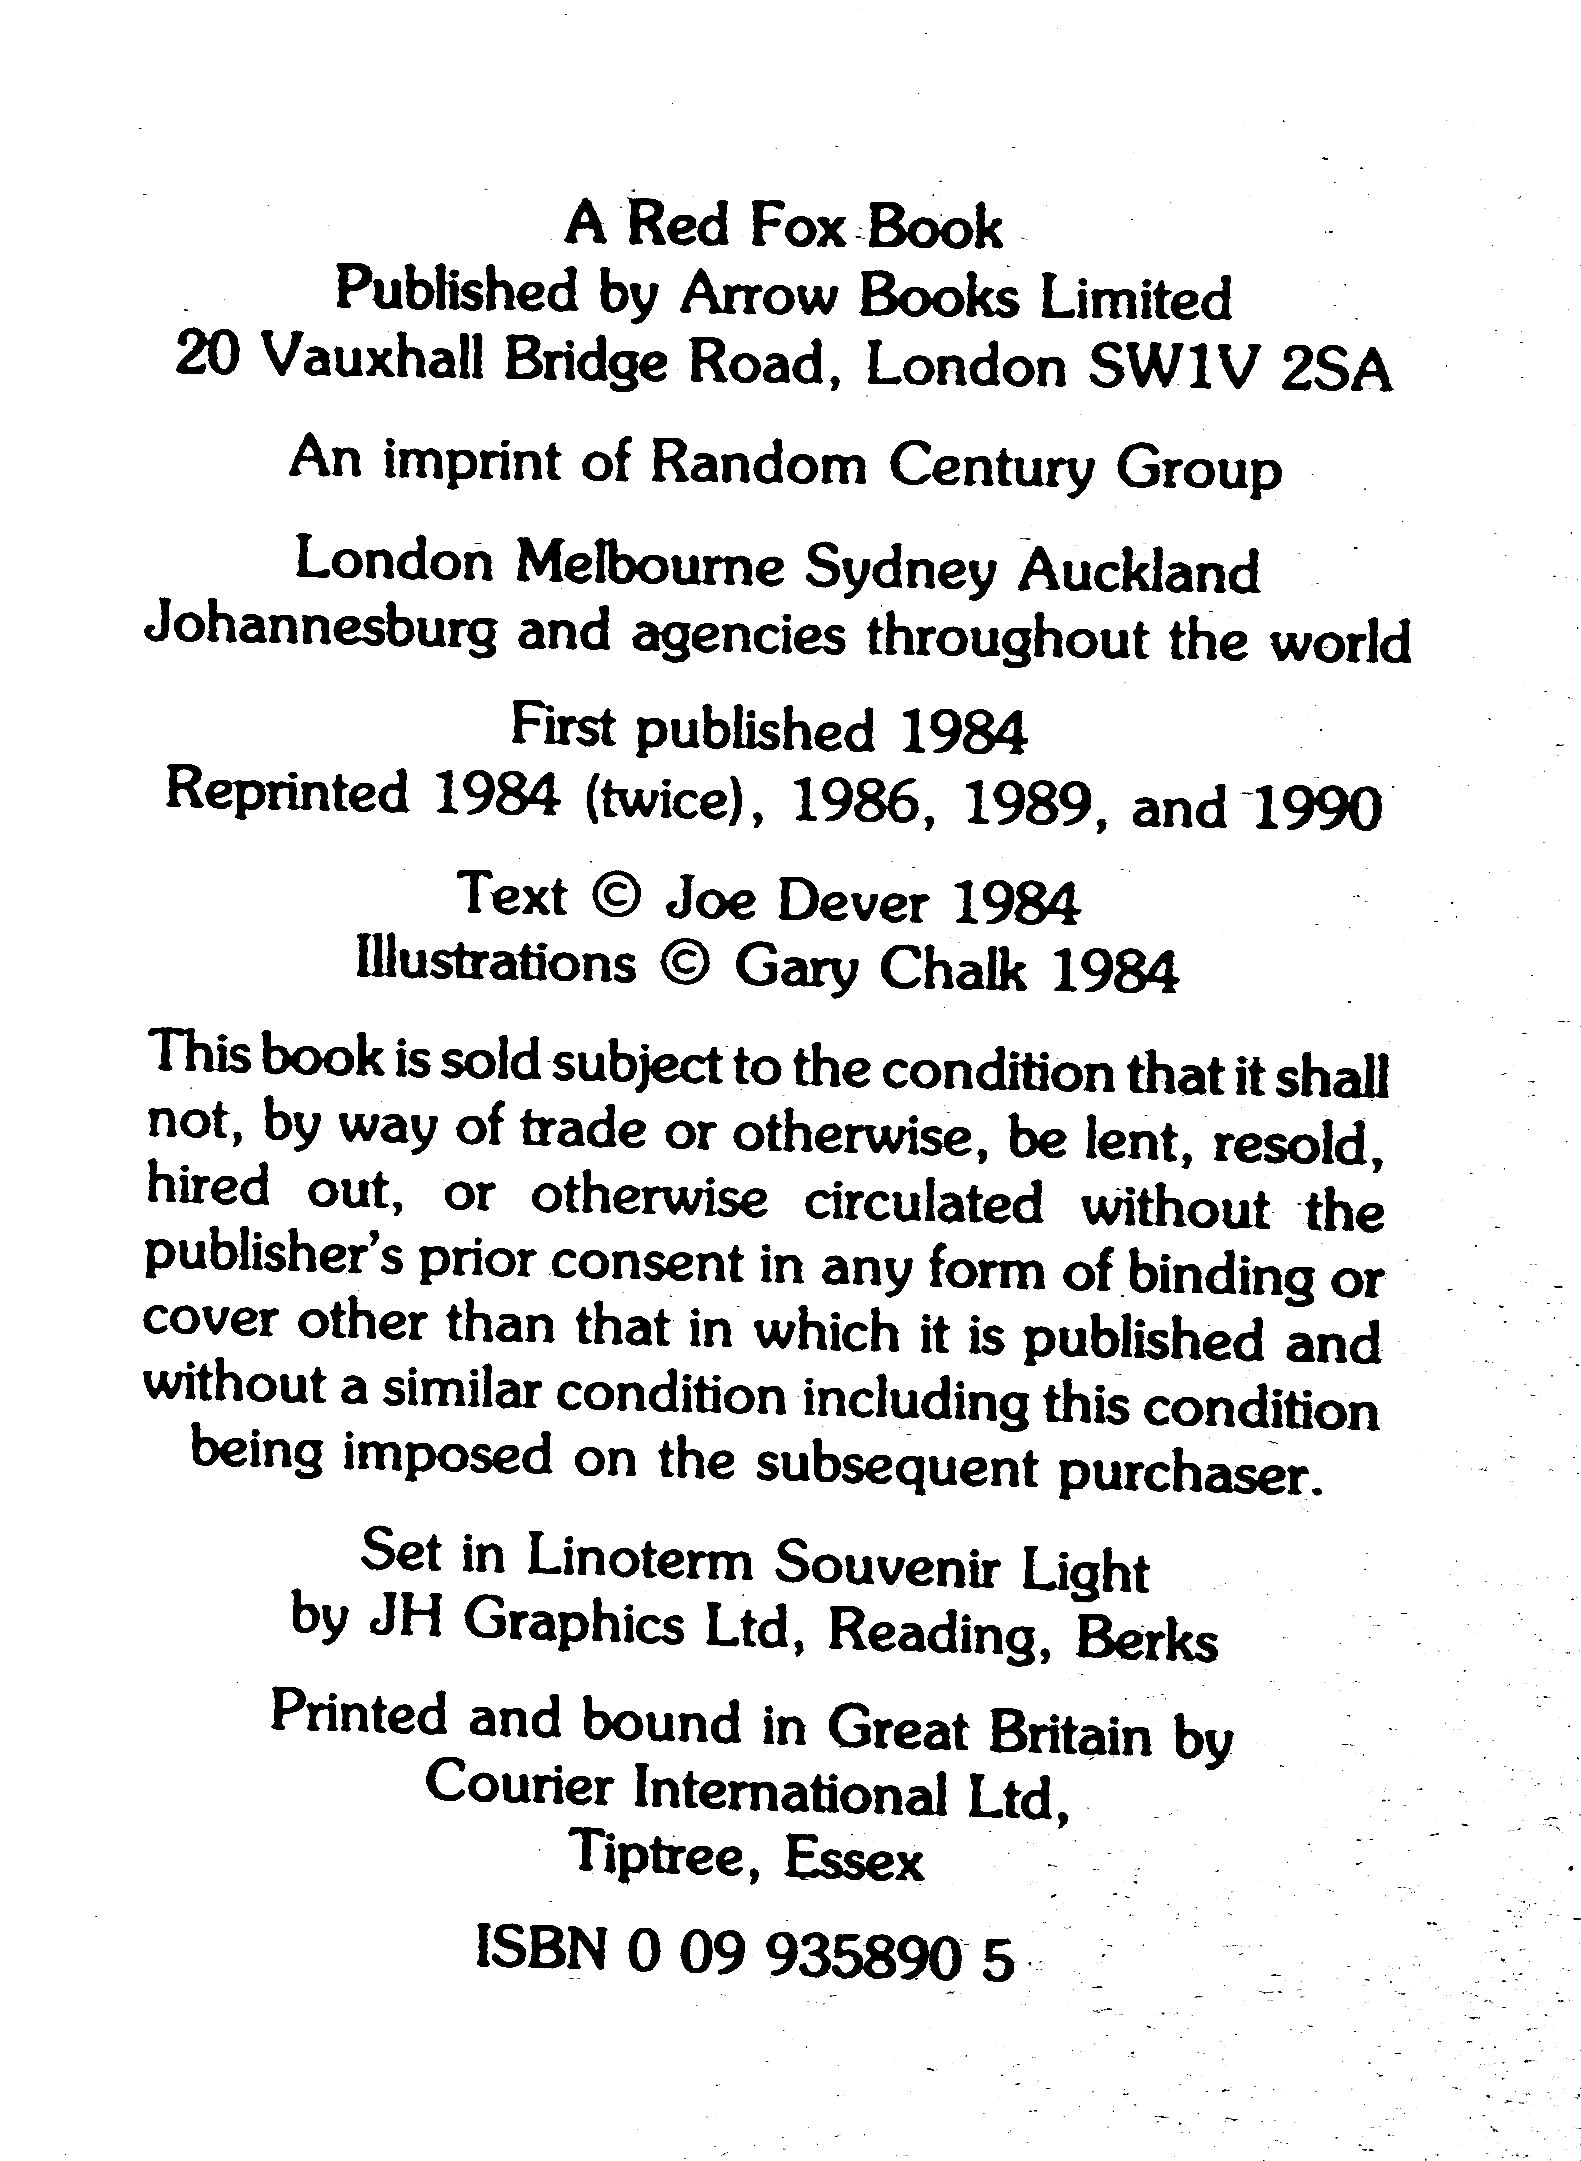 A Red Fox Book
Published by Arrow Books Limited
20 Vauxhall Bridge Road, London SW1V 2SA
An imprint of Random Century Group
London Melbourne Sydney Auckland
Johannesburg and agencies throughout the world
First published 1984
Reprinted 1984 (twice), 1986, 1989, and 1990
Text © Joe Dever 1984
Illustrations © Gary Chalk 1984
This book is sold subject to the condition that it shall
not, by way of trade or otherwise, be lent, resold,
hired out, or otherwise circulated without the
publisher's prior consent in any form of binding or
cover other than that in which it is published and
without a similar condition including this condition
being imposed on the subsequent purchaser.
Set in Linoterm Souvenir Light
by JH Graphics Ltd, Reading, Berks
Printed and bound in Great Britain by
Courier International Ltd,
Tiptree, Essex
ISBN 0 09 935890 5